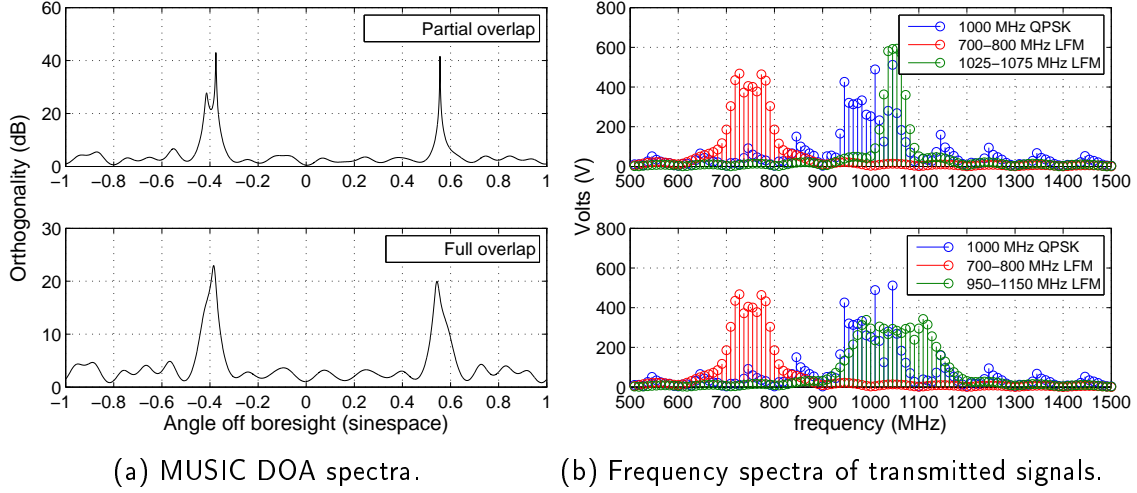 60
40
20
0
Partial overlap
−1 −0.8 −0.6 −0.4 −0.2 0 0.2 0.4 0.6 0.8 1
30
20
10
0
Full overlap
−1 −0.8 −0.6 −0.4 −0.2 0 0.2 0.4 0.6 0.8 1
Orthogonality (dB)
Angle off boresight (sinespace)
800
600
400
200
0
1000 MHz QPSK
700−800 MHz LFM
1025−1075 MHz LFM
500 600 700 800 900 1000 1100 1200 1300 1400 1500
800
600
400
200
0
1000 MHz QPSK
700−800 MHz LFM
950−1150 MHz LFM
500 600 700 800 900 1000 1100 1200 1300 1400 1500
Volts (V)
frequency (MHz)
(a) MUSIC DOA spectra.
(b) Frequency spectra of transmitted signals.